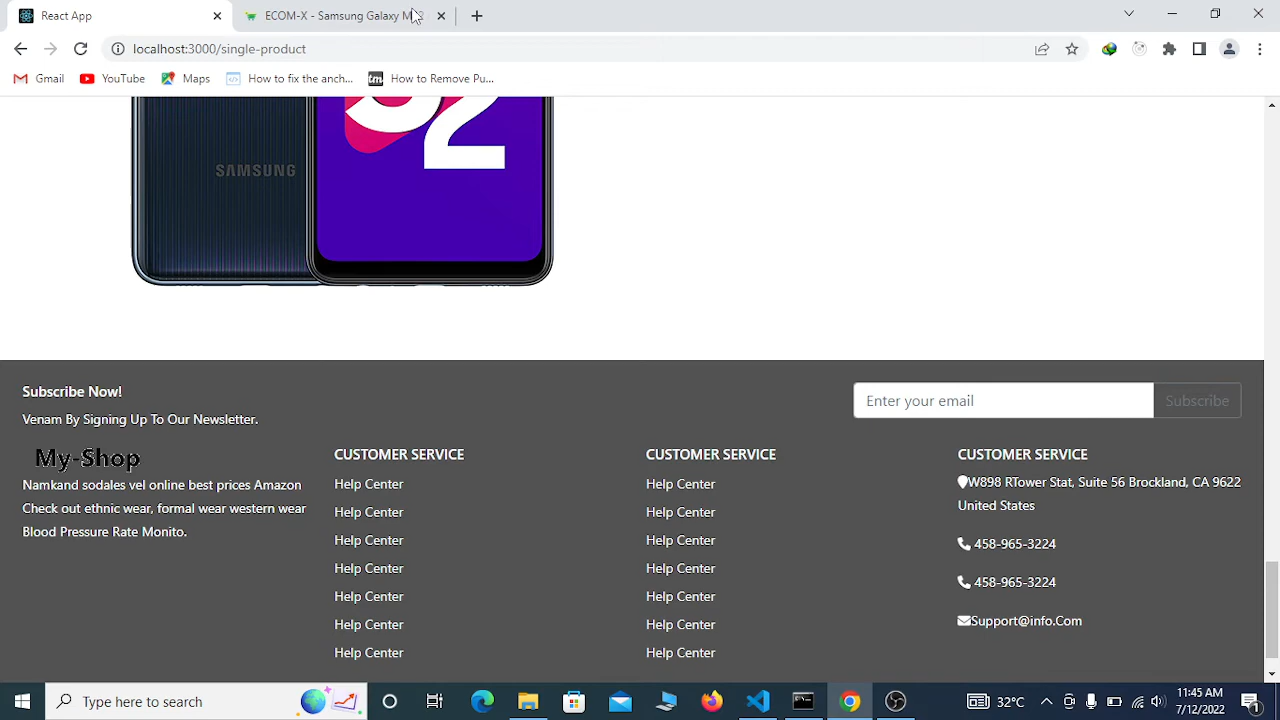 React App
ECOM-X - Samsung Galaxy M
localhost:3000/single-product
Gmail YouTube Maps How to fix the anch... How to Remove Pu...
SAMSUNG
Subscribe Now!
Enter your email Subscribe
Venam By Signing Up To Our Newsletter.
My-Shop
Namkand sodales vel online best prices Amazon
Check out ethnic wear, formal wear western wear
Blood Pressure Rate Monito.
CUSTOMER SERVICE
Help Center
Help Center
Help Center
Help Center
Help Center
Help Center
Help Center
CUSTOMER SERVICE
Help Center
Help Center
Help Center
Help Center
Help Center
Help Center
Help Center
CUSTOMER SERVICE
W898 RTower Stat, Suite 56 Brockland, CA 9622
United States
458-965-3224
458-965-3224
Support@info.Com
Type here to search
32°C
11:45 AM
7/12/2022